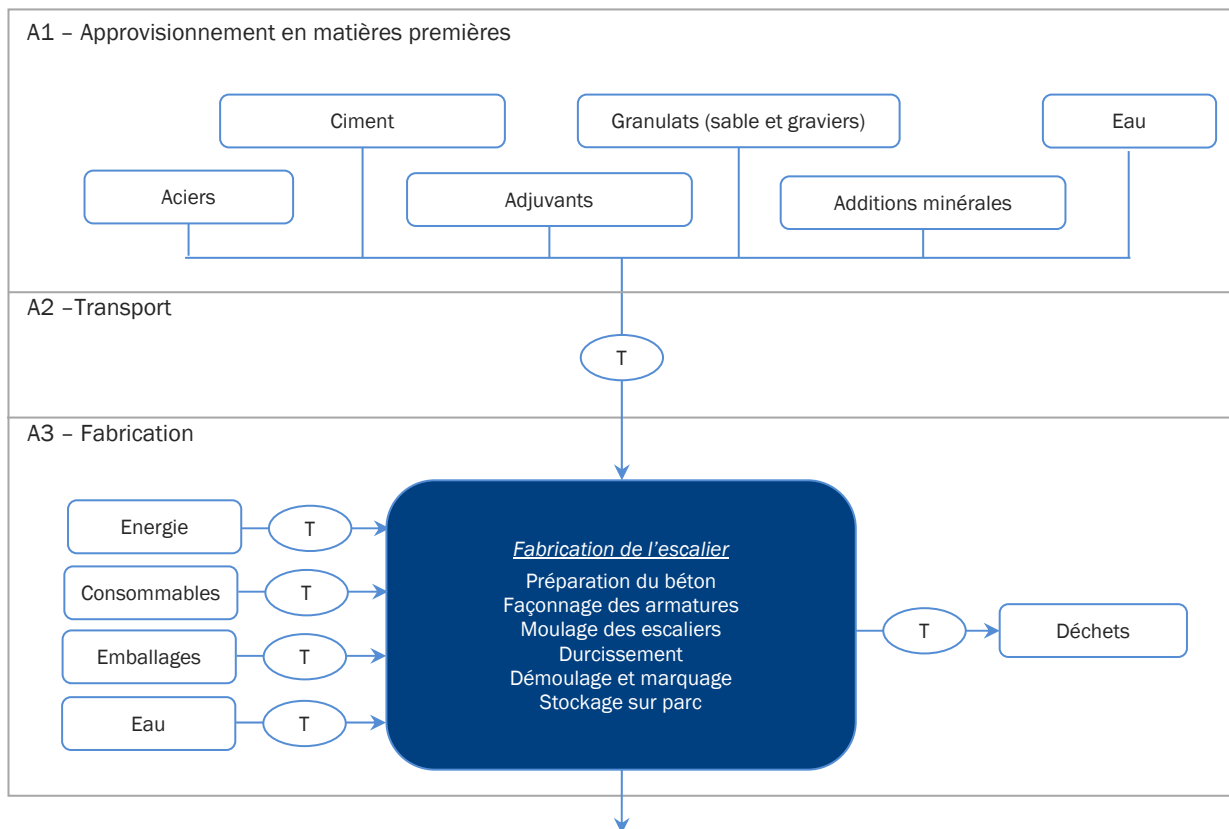 A1 – Approvisionnement en matières premières
Ciment
Granulats (sable et graviers)
Eau
Aciers
Adjuvants
Additions minérales
A2 –Transport
T
A3 – Fabrication
Energie
T
Consommables
T
Emballages
T
Eau
T
Fabrication de l’escalier
Préparation du béton
Façonnage des armatures
Moulage des escaliers
Durcissement
Démoulage et marquage
Stockage sur parc
T
Déchets